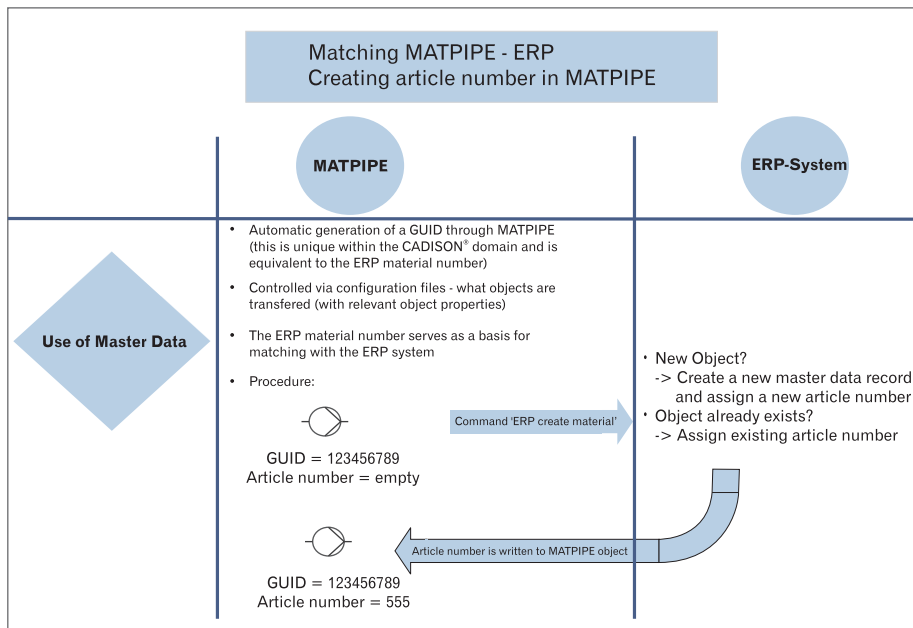 Matching MATPIPE - ERP
Creating article number in MATPIPE
MATPIPE
ERP-System
Use of Master Data
• Automatic generation of a GUID through MATPIPE
(this is unique within the CADISON® domain and is
equivalent to the ERP material number)
• Controlled via configuration files - what objects are
transfered (with relevant object properties)
• The ERP material number serves as a basis for
matching with the ERP system
• Procedure:
GUID = 123456789
Article number = empty
Command ‘ERP create material’
• New Object?
-> Create a new master data record
and assign a new article number
• Object already exists?
-> Assign existing article number
Article number is written to MATPIPE object
GUID = 123456789
Article number = 555